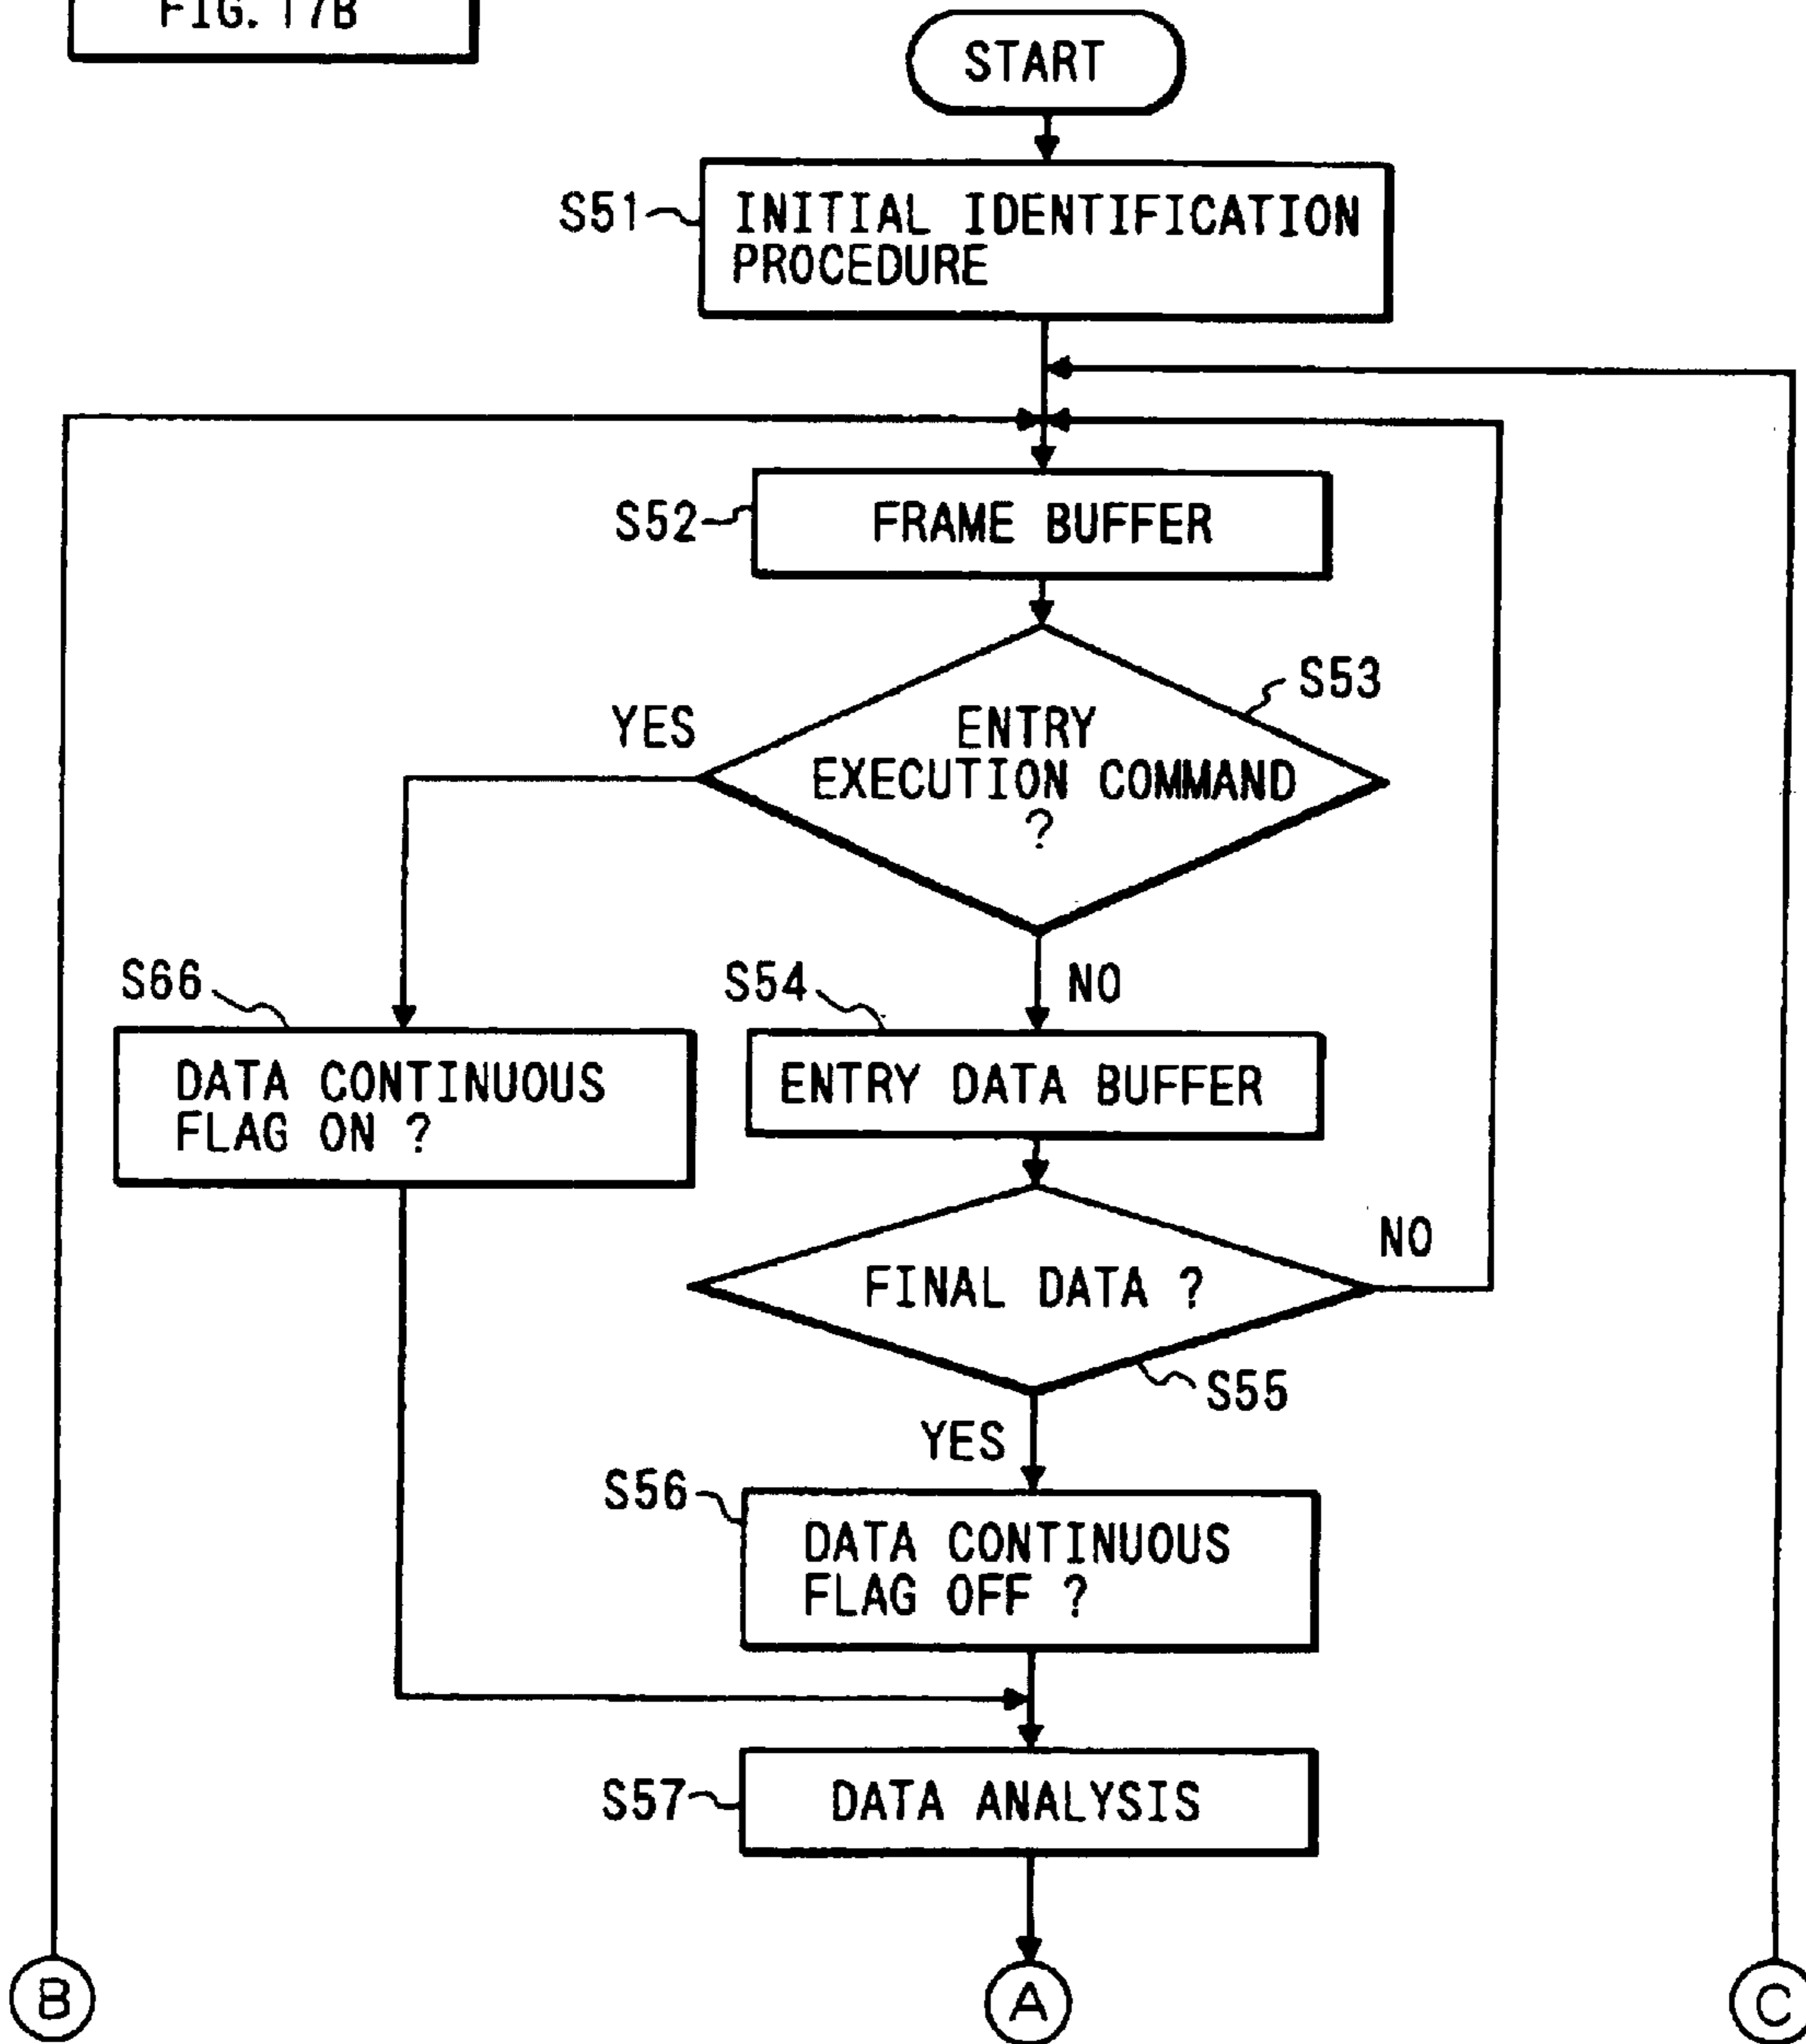 FIG. 17B
START
S51
INITIAL IDENTIFICATION
PROCEDURE
S52
FRAME BUFFER
S53
YES
ENTRY
EXECUTION COMMAND
?
S66
S54
NO
DATA CONTINUOUS
FLAG ON ?
ENTRY DATA BUFFER
NO
FINAL DATA ?
S55
YES
S56
DATA CONTINUOUS
FLAG OFF ?
S57
DATA ANALYSIS
B
A
C